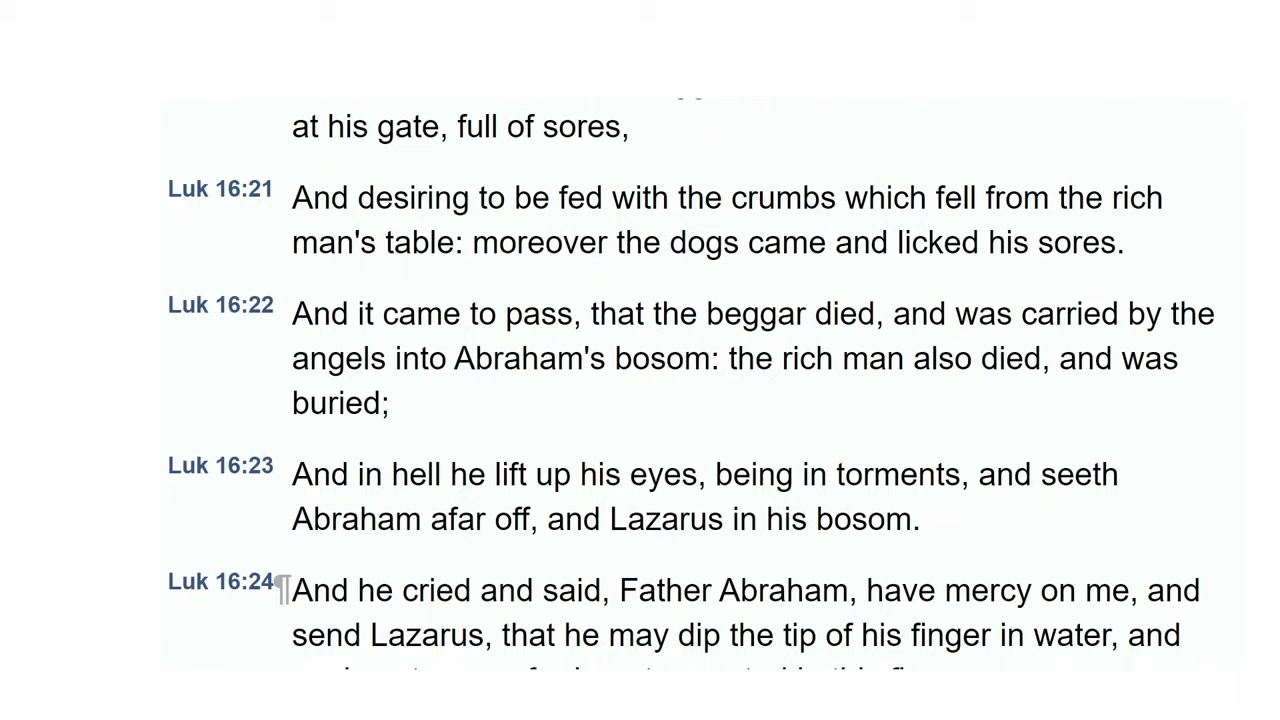 at his gate, full of sores,
Luk 16:21 And desiring to be fed with the crumbs which fell from the rich
man's table: moreover the dogs came and licked his sores.
Luk 16:22 And it came to pass, that the beggar died, and was carried by the
angels into Abraham's bosom: the rich man also died, and was
buried;
Luk 16:23 And in hell he lift up his eyes, being in torments, and seeth
Abraham afar off, and Lazarus in his bosom.
Luk 16:24 ¶And he cried and said, Father Abraham, have mercy on me, and
send Lazarus, that he may dip the tip of his finger in water, and